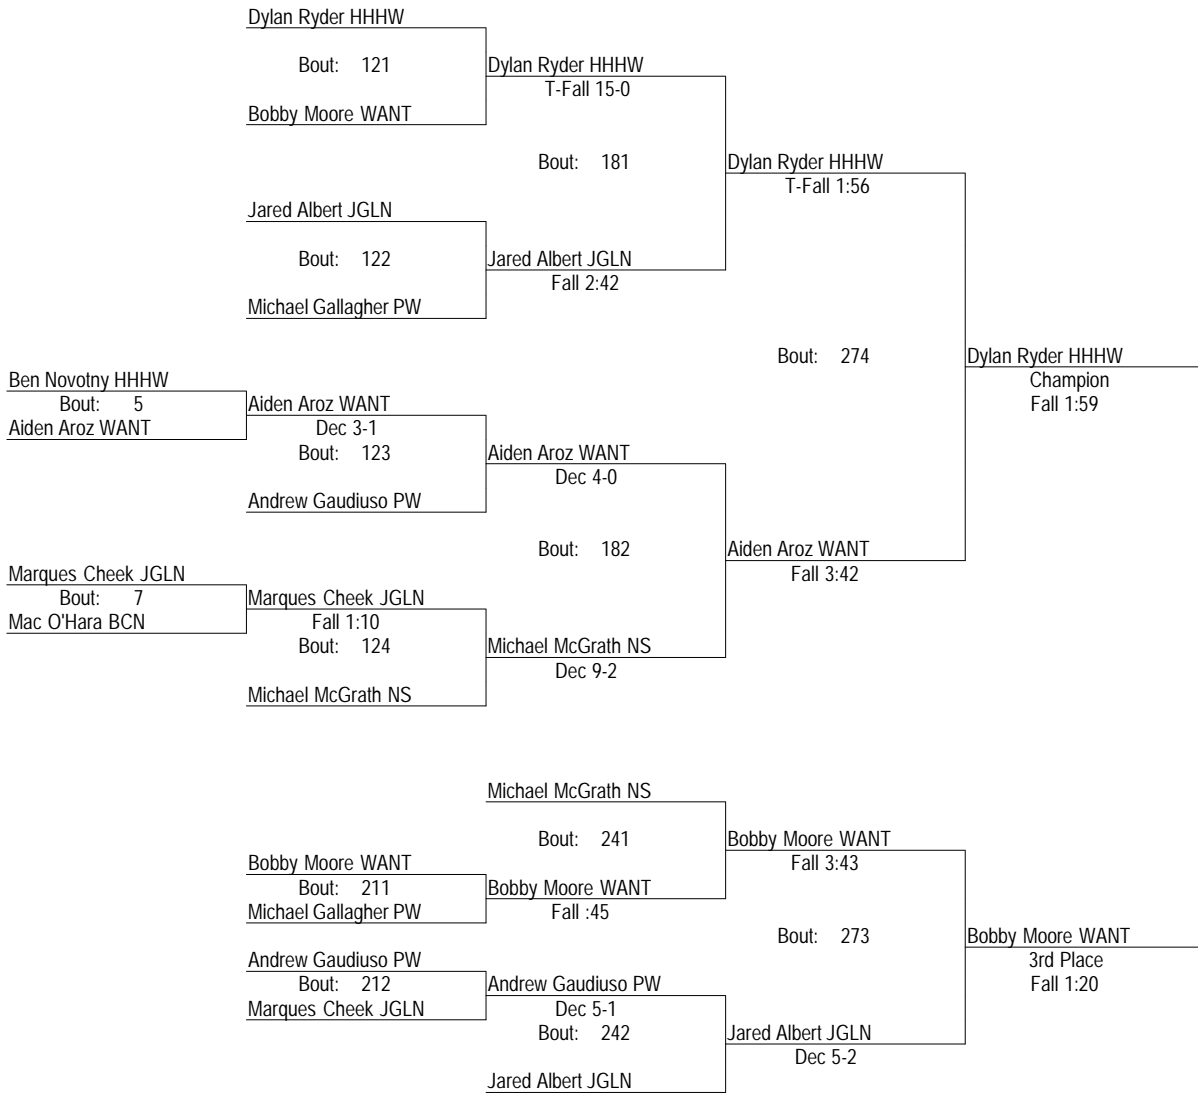 Dylan Ryder HHHW
Bout: 121
Dylan Ryder HHHW
T-Fall 15-0
Bobby Moore WANT
Bout: 181
Dylan Ryder HHHW
T-Fall 1:56
Jared Albert JGLN
Bout: 122
Jared Albert JGLN
Fall 2:42
Michael Gallagher PW
Bout: 274
Dylan Ryder HHHW
Champion
Fall 1:59
Ben Novotny HHHW
Bout: 5
Aiden Aroz WANT
Aiden Aroz WANT
Dec 3-1
Bout: 123
Aiden Aroz WANT
Dec 4-0
Andrew Gaudiuso PW
Bout: 182
Aiden Aroz WANT
Fall 3:42
Marques Cheek JGLN
Bout: 7
Mac O'Hara BCN
Marques Cheek JGLN
Fall 1:10
Bout: 124
Michael McGrath NS
Dec 9-2
Michael McGrath NS
Michael McGrath NS
Bout: 241
Bobby Moore WANT
Fall 3:43
Bobby Moore WANT
Bout: 211
Michael Gallagher PW
Bobby Moore WANT
Fall :45
Bout: 273
Bobby Moore WANT
3rd Place
Fall 1:20
Andrew Gaudiuso PW
Bout: 212
Marques Cheek JGLN
Andrew Gaudiuso PW
Dec 5-1
Bout: 242
Jared Albert JGLN
Dec 5-2
Jared Albert JGLN